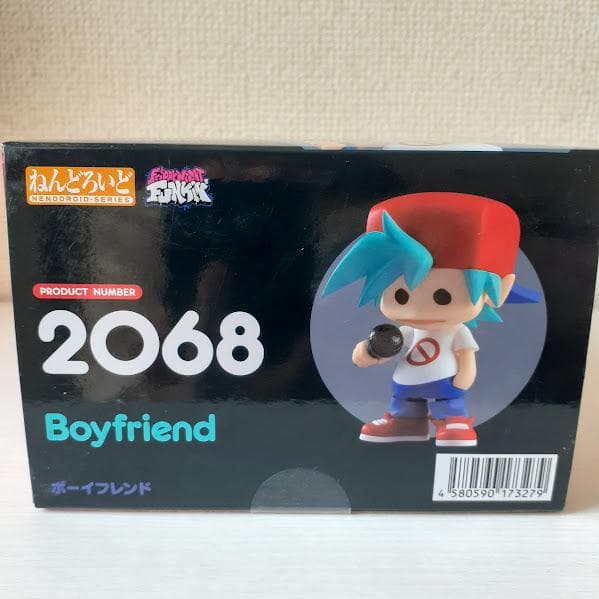 ねんどろいど
NENDOROID-SERIES
FRIDAY NIGHT
FUNKIN'
PRODUCT NUMBER
2068
Boyfriend
ボーイフレンド
4 580590 173279